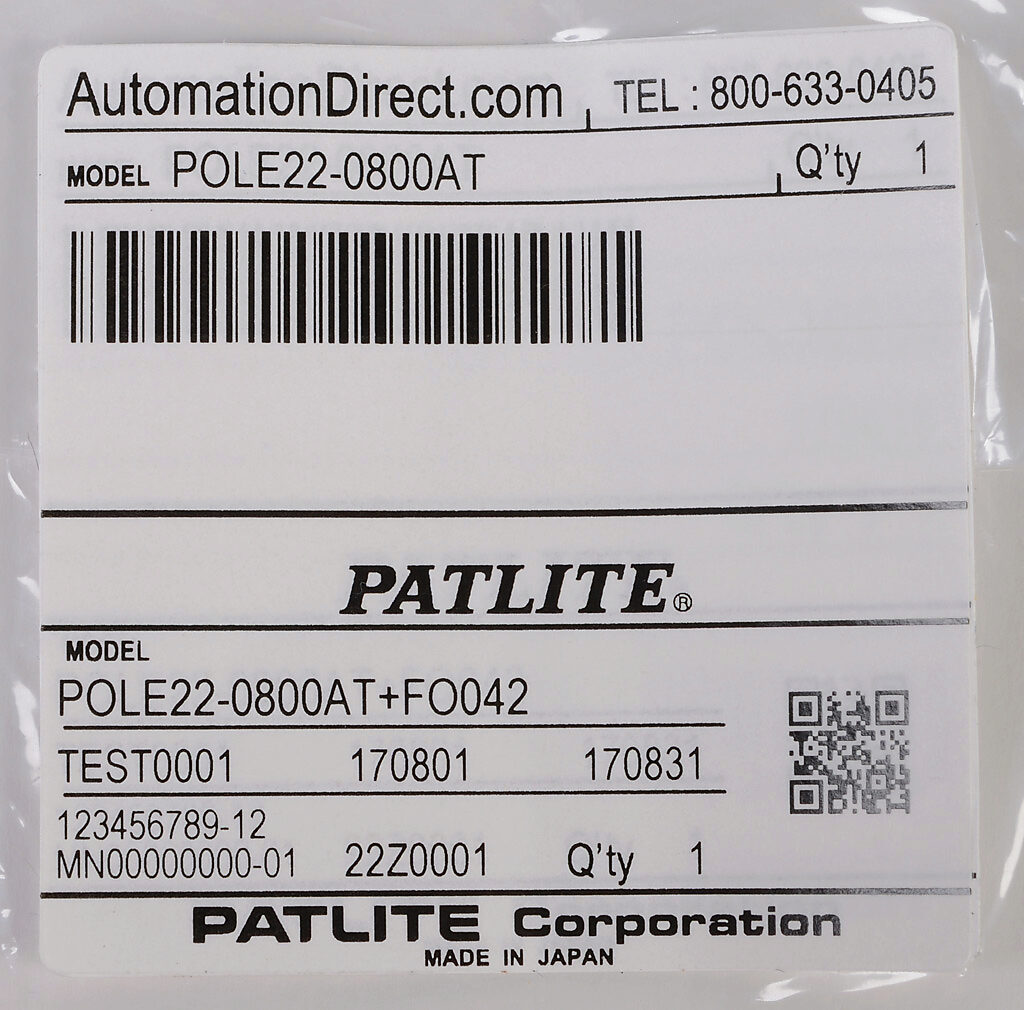 AutomationDirect.com TEL : 800-633-0405
MODEL POLE22-0800AT Q'ty 1
PATLITE®
MODEL
POLE22-0800AT+FO042
TEST0001 170801 170831
123456789-12
MN00000000-01 22Z0001 Q'ty 1
PATLITE Corporation
MADE IN JAPAN